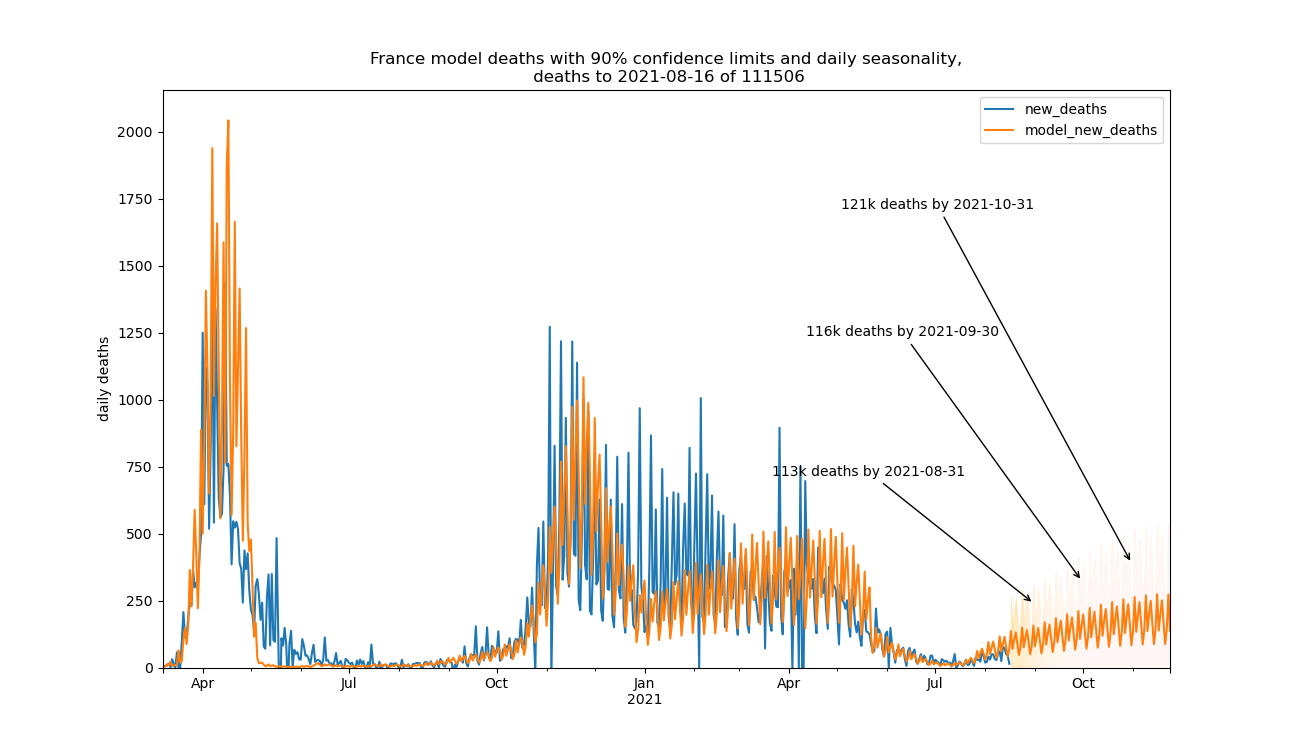 France model deaths with 90% confidence limits and daily seasonality,
deaths to 2021-08-16 of 111506
new_deaths
model_new_deaths
2000
1750
1500
1250
1000
750
500
250
0
daily deaths
121k deaths by 2021-10-31
116k deaths by 2021-09-30
113k deaths by 2021-08-31
Apr
Jul
Oct
Jan
2021
Apr
Jul
Oct